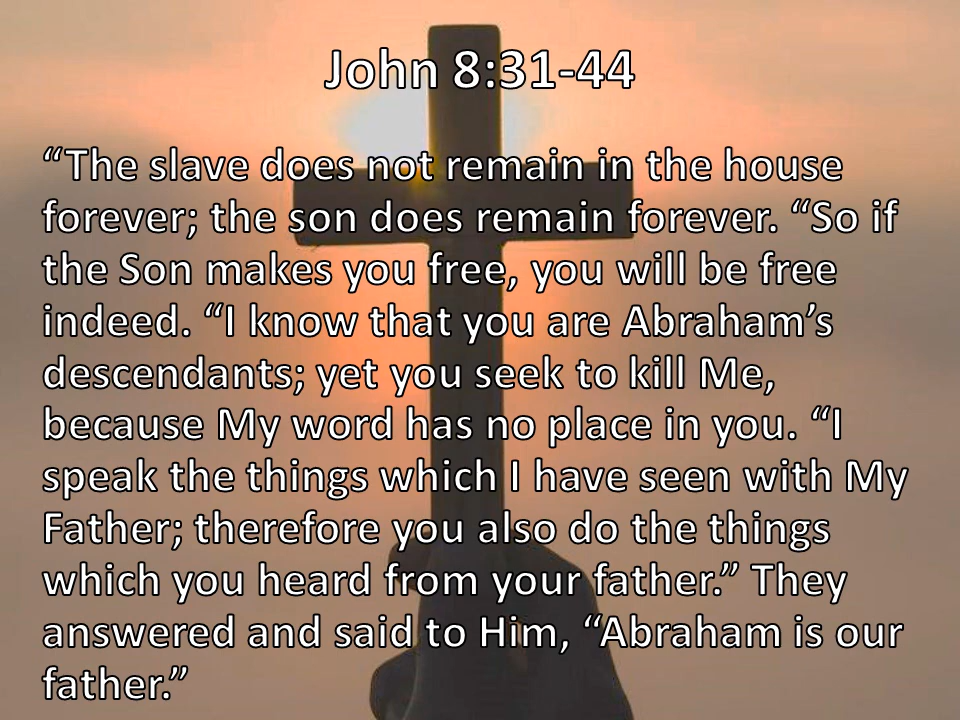 John 8:31-44
“The slave does not remain in the house
forever; the son does remain forever. “So if
the Son makes you free, you will be free
indeed. “I know that you are Abraham’s
descendants; yet you seek to kill Me,
because My word has no place in you. “I
speak the things which I have seen with My
Father; therefore you also do the things
which you heard from your father.” They
answered and said to Him, “Abraham is our
father.”